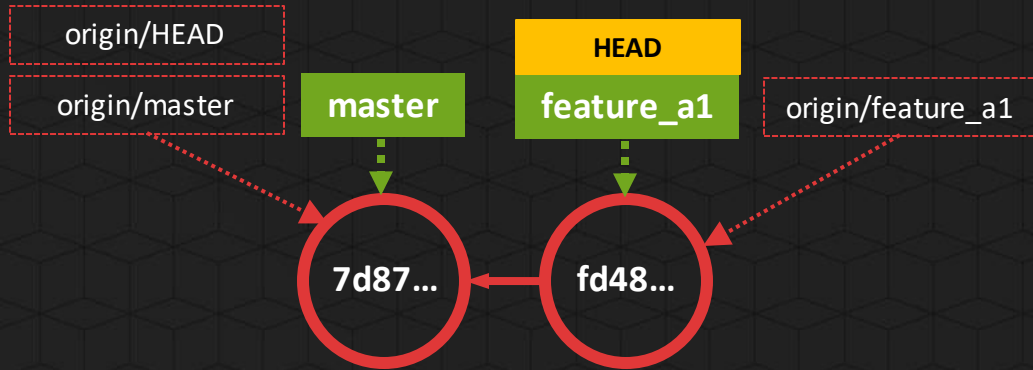 origin/HEAD
HEAD
origin/master
master
feature_a1
origin/feature_a1
7d87...
fd48...